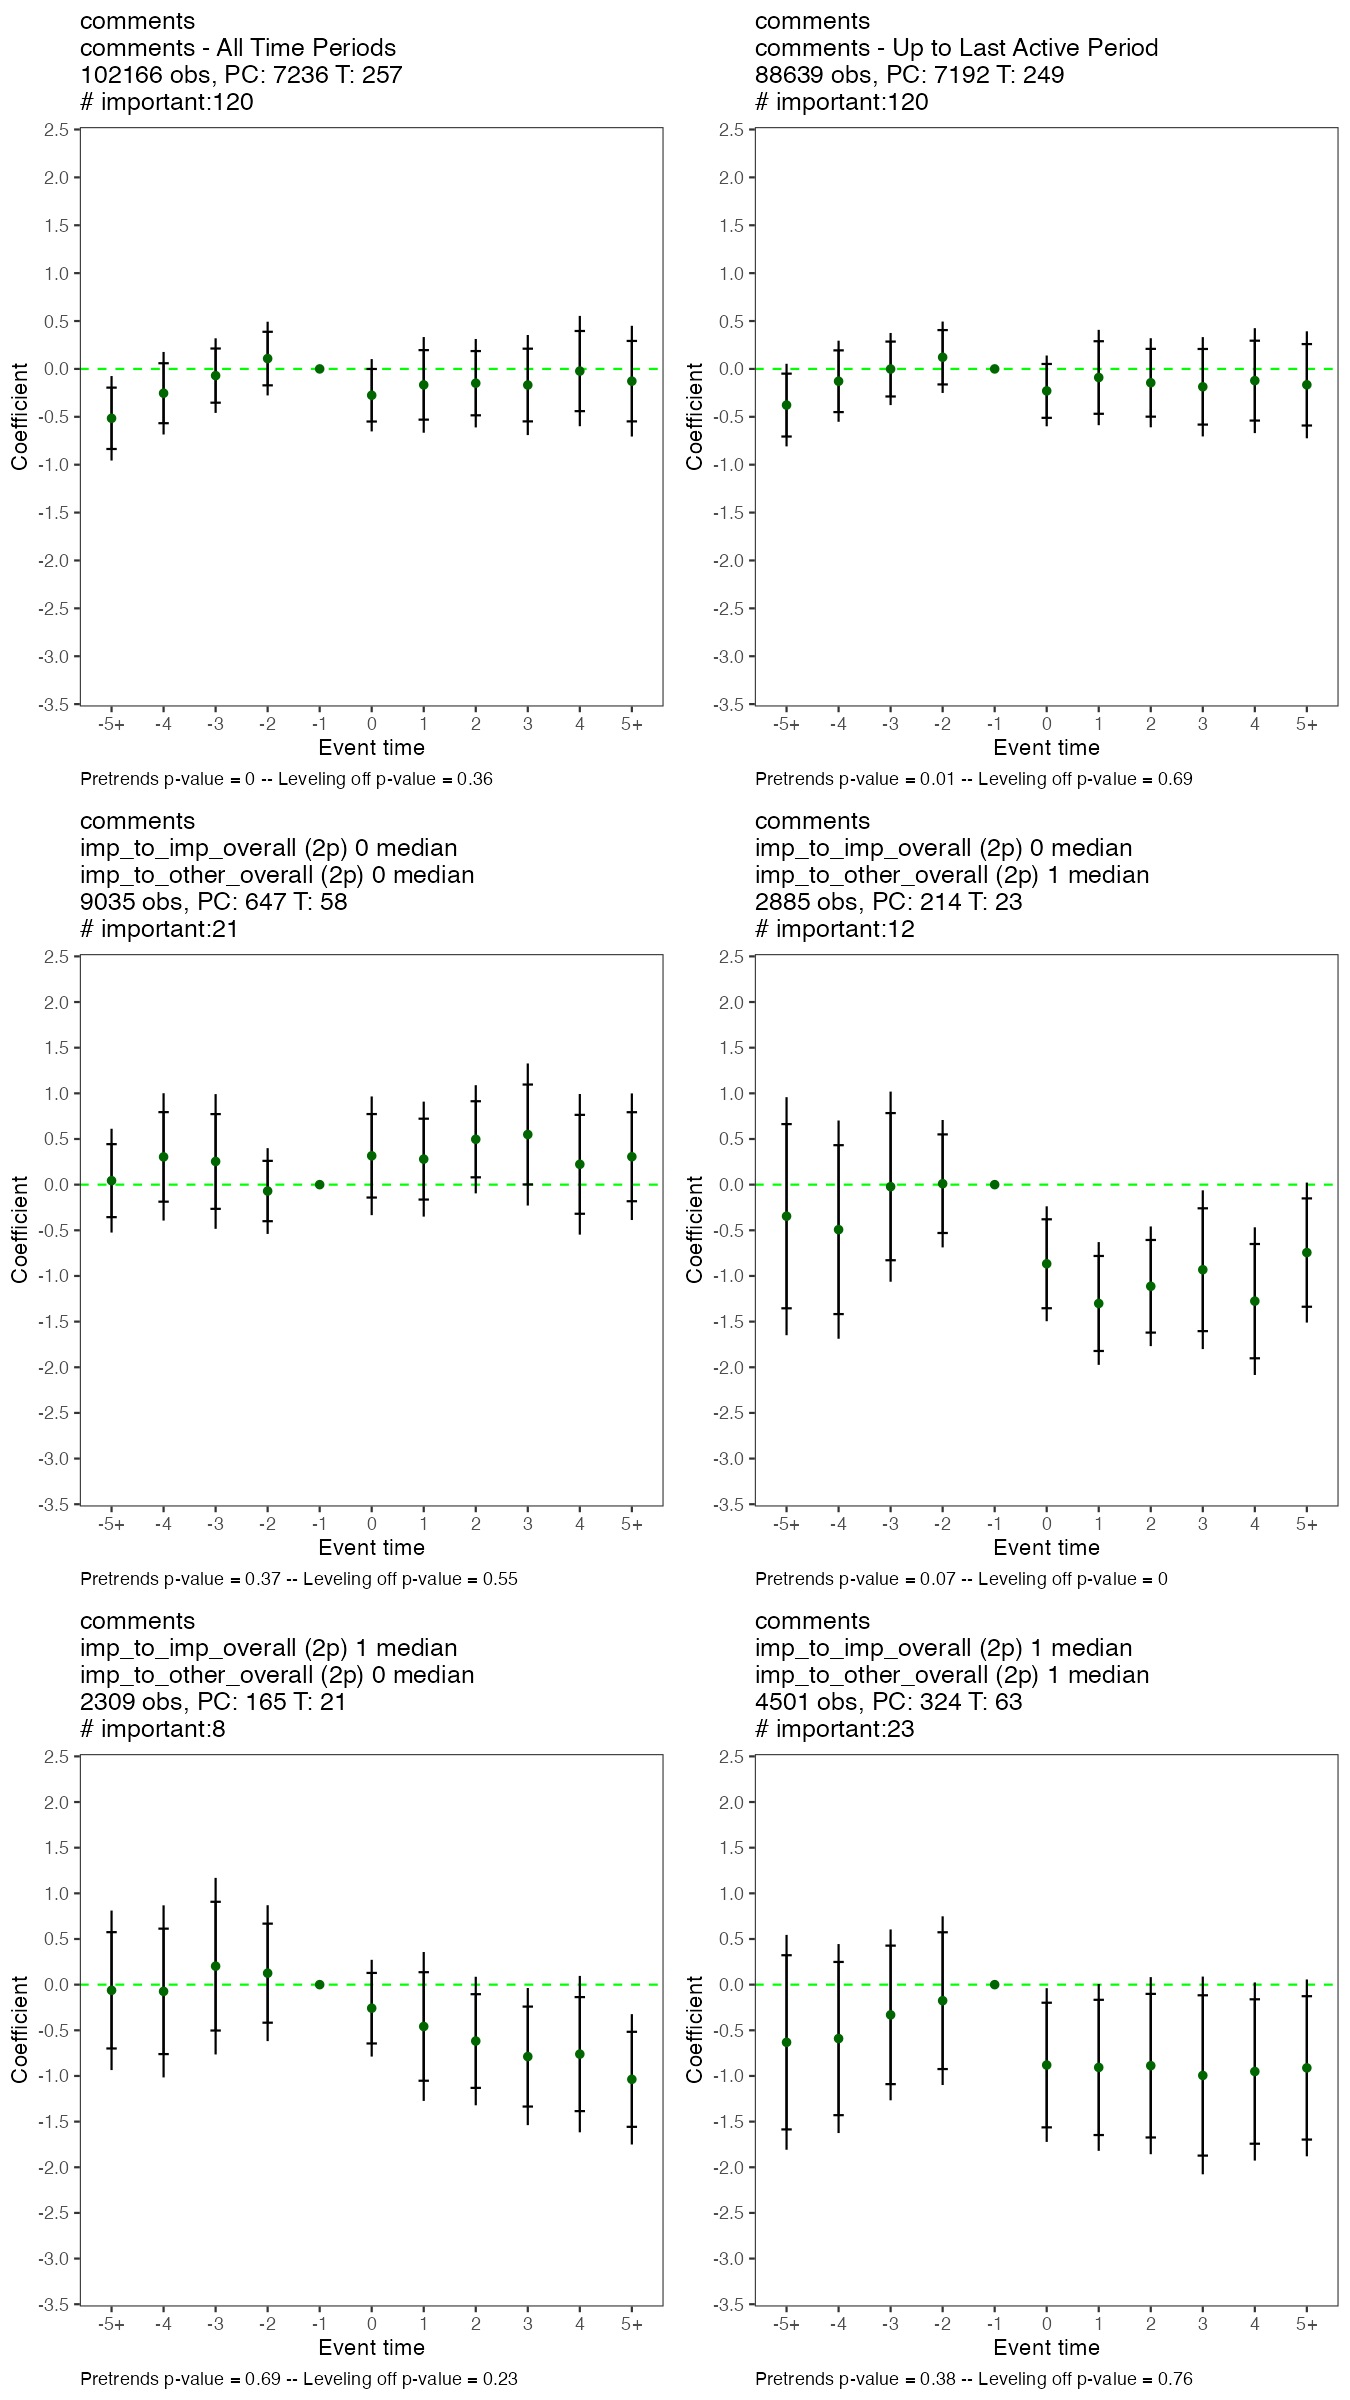 comments
comments - All Time Periods
102166 obs, PC: 7236 T: 257
# important:120
2.5
2.0
1.5
1.0
0.5
0.0
-0.5
-1.0
-1.5
-2.0
-2.5
-3.0
-3.5
Coefficient
-5+ -4 -3 -2 -1 0 1 2 3 4 5+
Event time
Pretrends p-value = 0 -- Leveling off p-value = 0.36
comments
comments - Up to Last Active Period
88639 obs, PC: 7192 T: 249
# important:120
2.5
2.0
1.5
1.0
0.5
0.0
-0.5
-1.0
-1.5
-2.0
-2.5
-3.0
-3.5
Coefficient
-5+ -4 -3 -2 -1 0 1 2 3 4 5+
Event time
Pretrends p-value = 0.01 -- Leveling off p-value = 0.69
comments
imp_to_imp_overall (2p) 0 median
imp_to_other_overall (2p) 0 median
9035 obs, PC: 647 T: 58
# important:21
2.5
2.0
1.5
1.0
0.5
0.0
-0.5
-1.0
-1.5
-2.0
-2.5
-3.0
-3.5
Coefficient
-5+ -4 -3 -2 -1 0 1 2 3 4 5+
Event time
Pretrends p-value = 0.37 -- Leveling off p-value = 0.55
comments
imp_to_imp_overall (2p) 0 median
imp_to_other_overall (2p) 1 median
2885 obs, PC: 214 T: 23
# important:12
2.5
2.0
1.5
1.0
0.5
0.0
-0.5
-1.0
-1.5
-2.0
-2.5
-3.0
-3.5
Coefficient
-5+ -4 -3 -2 -1 0 1 2 3 4 5+
Event time
Pretrends p-value = 0.07 -- Leveling off p-value = 0
comments
imp_to_imp_overall (2p) 1 median
imp_to_other_overall (2p) 0 median
2309 obs, PC: 165 T: 21
# important:8
2.5
2.0
1.5
1.0
0.5
0.0
-0.5
-1.0
-1.5
-2.0
-2.5
-3.0
-3.5
Coefficient
-5+ -4 -3 -2 -1 0 1 2 3 4 5+
Event time
Pretrends p-value = 0.69 -- Leveling off p-value = 0.23
comments
imp_to_imp_overall (2p) 1 median
imp_to_other_overall (2p) 1 median
4501 obs, PC: 324 T: 63
# important:23
2.5
2.0
1.5
1.0
0.5
0.0
-0.5
-1.0
-1.5
-2.0
-2.5
-3.0
-3.5
Coefficient
-5+ -4 -3 -2 -1 0 1 2 3 4 5+
Event time
Pretrends p-value = 0.38 -- Leveling off p-value = 0.76